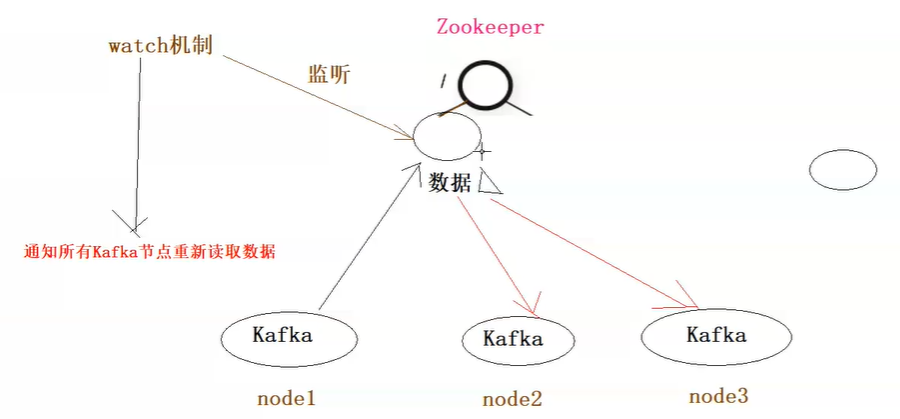 Zookeeper
watch机制
监听
/
数据
通知所有Kafka节点重新读取数据
Kafka
Kafka
Kafka
node1
node2
node3